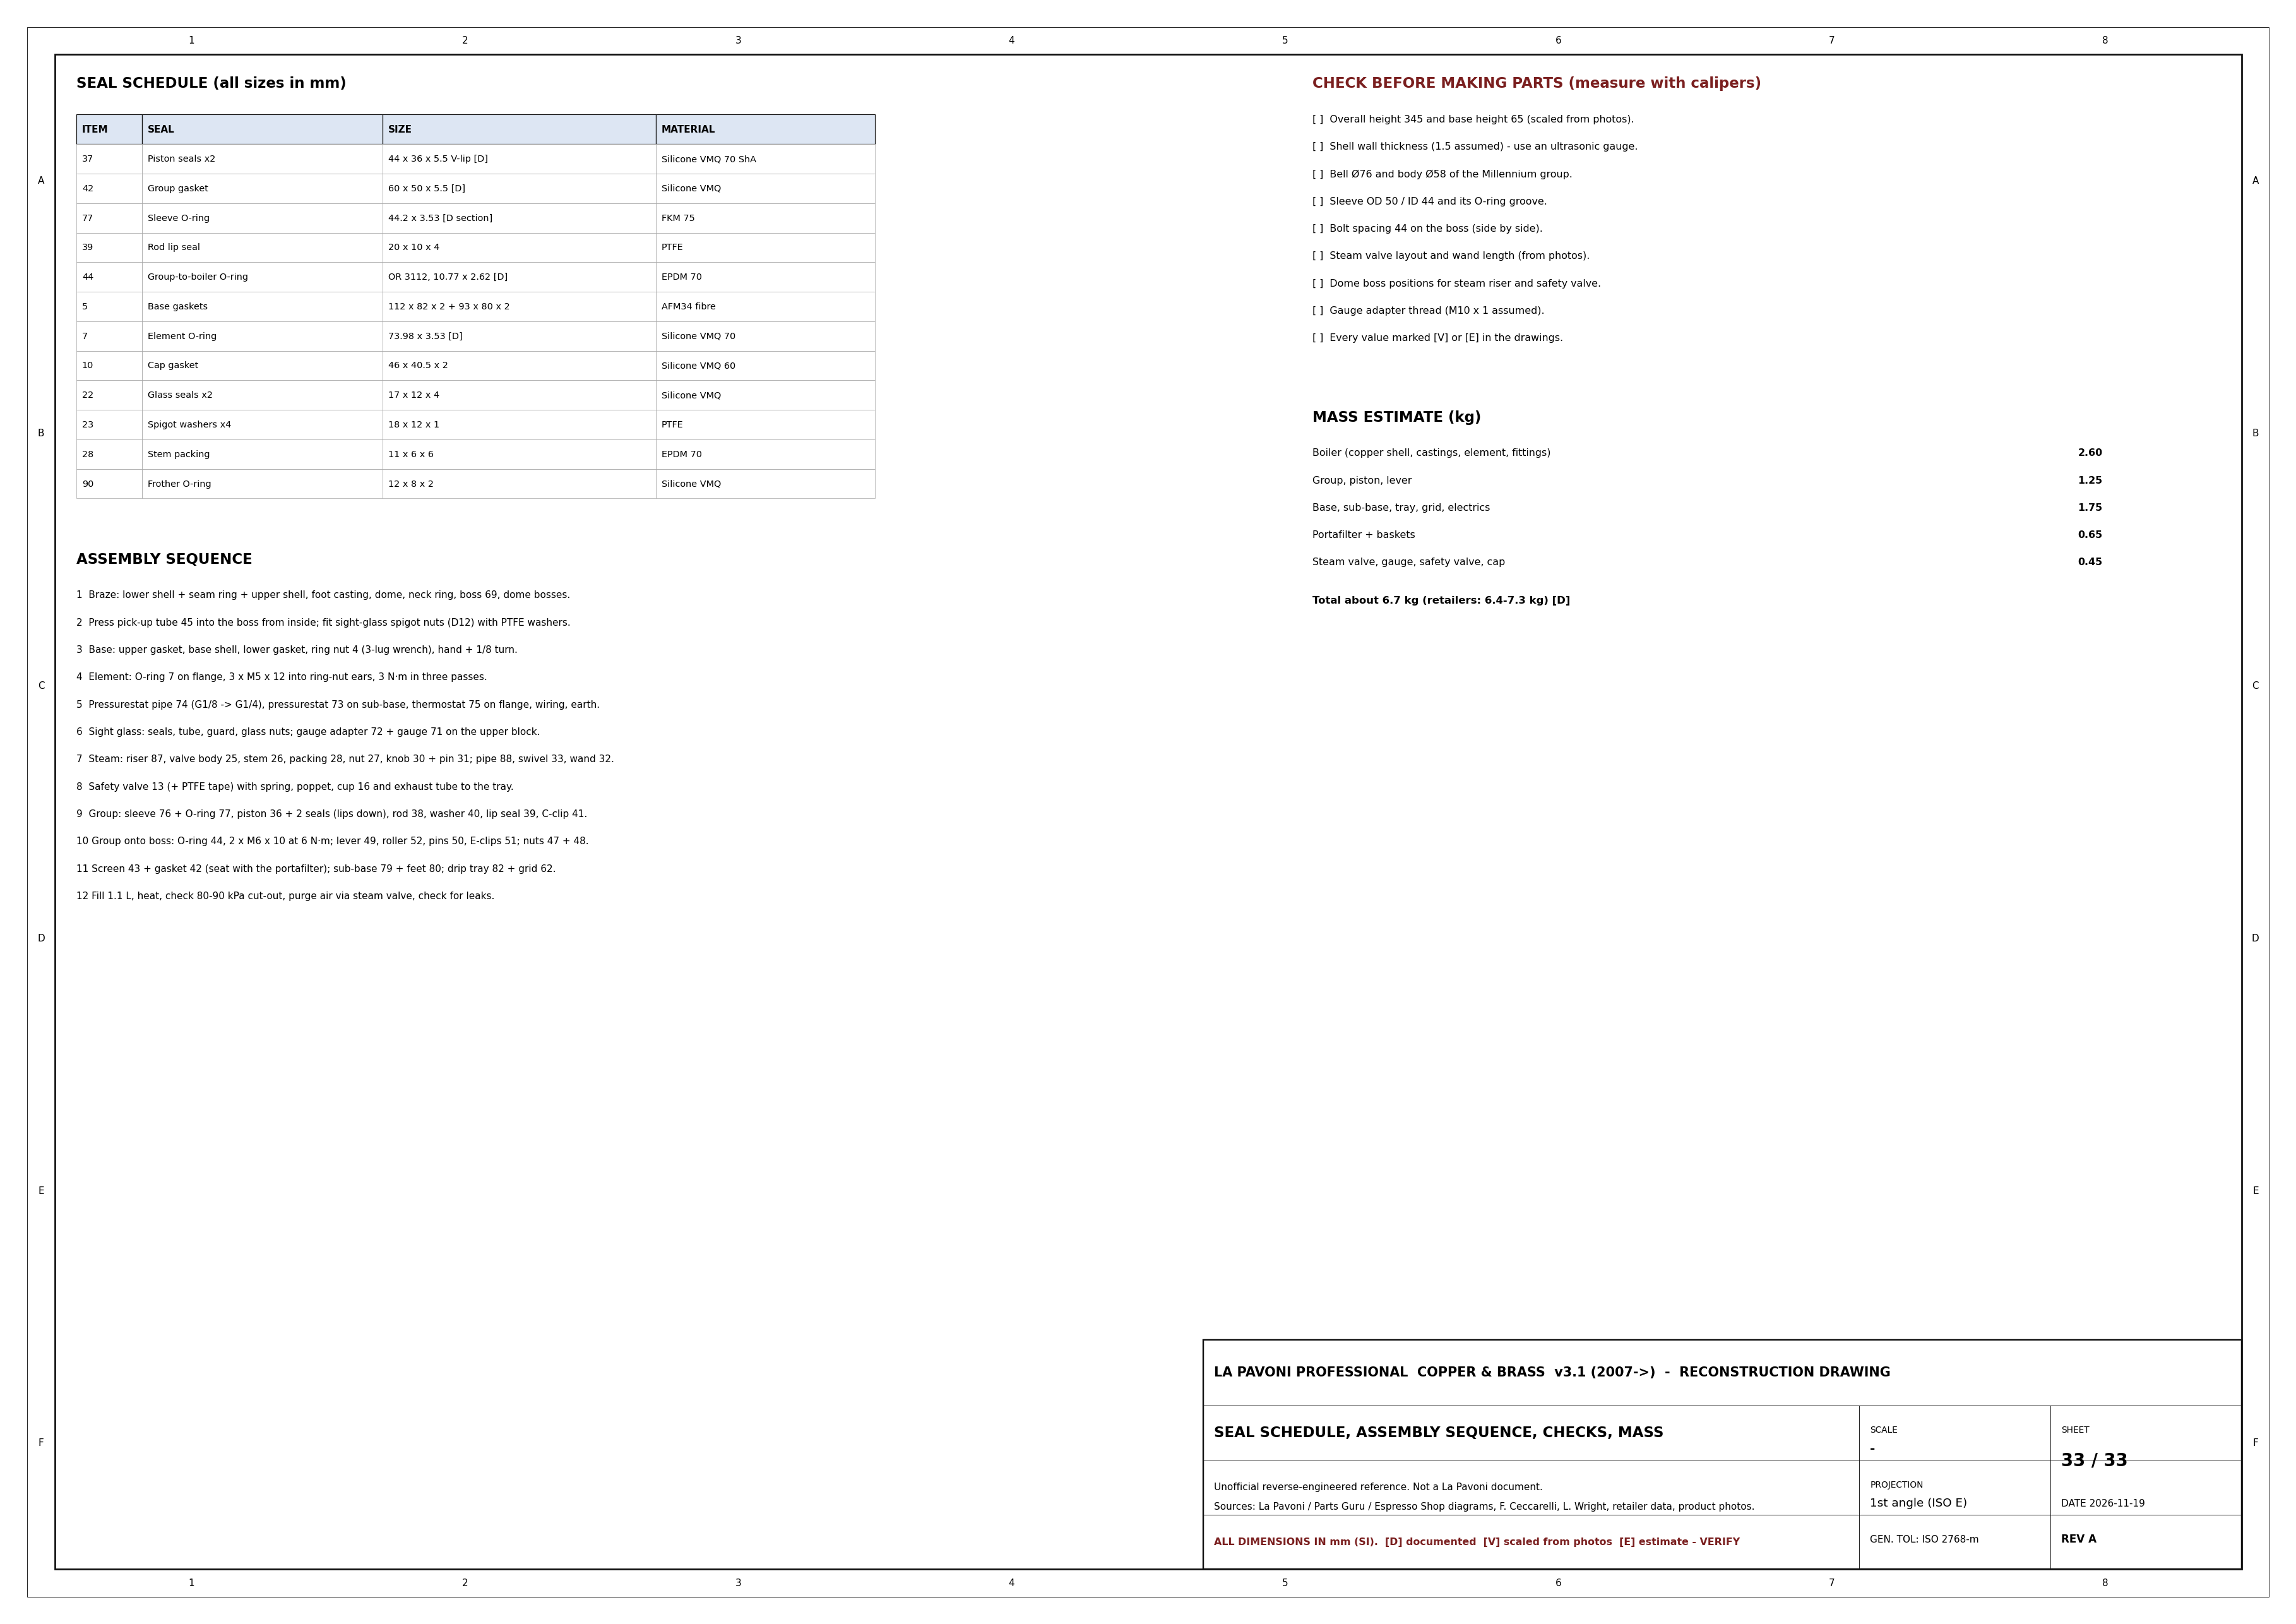 1 2 3 4 5 6 7 8
A A
B B
C C
D D
E E
F F
SEAL SCHEDULE (all sizes in mm)
ITEM SEAL SIZE MATERIAL
37 Piston seals x2 44 x 36 x 5.5 V-lip [D] Silicone VMQ 70 ShA
42 Group gasket 60 x 50 x 5.5 [D] Silicone VMQ
77 Sleeve O-ring 44.2 x 3.53 [D section] FKM 75
39 Rod lip seal 20 x 10 x 4 PTFE
44 Group-to-boiler O-ring OR 3112, 10.77 x 2.62 [D] EPDM 70
5 Base gaskets 112 x 82 x 2 + 93 x 80 x 2 AFM34 fibre
7 Element O-ring 73.98 x 3.53 [D] Silicone VMQ 70
10 Cap gasket 46 x 40.5 x 2 Silicone VMQ 60
22 Glass seals x2 17 x 12 x 4 Silicone VMQ
23 Spigot washers x4 18 x 12 x 1 PTFE
28 Stem packing 11 x 6 x 6 EPDM 70
90 Frother O-ring 12 x 8 x 2 Silicone VMQ
ASSEMBLY SEQUENCE
1 Braze: lower shell + seam ring + upper shell, foot casting, dome, neck ring, boss 69, dome bosses.
2 Press pick-up tube 45 into the boss from inside; fit sight-glass spigot nuts (D12) with PTFE washers.
3 Base: upper gasket, base shell, lower gasket, ring nut 4 (3-lug wrench), hand + 1/8 turn.
4 Element: O-ring 7 on flange, 3 x M5 x 12 into ring-nut ears, 3 N·m in three passes.
5 Pressurestat pipe 74 (G1/8 -> G1/4), pressurestat 73 on sub-base, thermostat 75 on flange, wiring, earth.
6 Sight glass: seals, tube, guard, glass nuts; gauge adapter 72 + gauge 71 on the upper block.
7 Steam: riser 87, valve body 25, stem 26, packing 28, nut 27, knob 30 + pin 31; pipe 88, swivel 33, wand 32.
8 Safety valve 13 (+ PTFE tape) with spring, poppet, cup 16 and exhaust tube to the tray.
9 Group: sleeve 76 + O-ring 77, piston 36 + 2 seals (lips down), rod 38, washer 40, lip seal 39, C-clip 41.
10 Group onto boss: O-ring 44, 2 x M6 x 10 at 6 N·m; lever 49, roller 52, pins 50, E-clips 51; nuts 47 + 48.
11 Screen 43 + gasket 42 (seat with the portafilter); sub-base 79 + feet 80; drip tray 82 + grid 62.
12 Fill 1.1 L, heat, check 80-90 kPa cut-out, purge air via steam valve, check for leaks.
CHECK BEFORE MAKING PARTS (measure with calipers)
[ ] Overall height 345 and base height 65 (scaled from photos).
[ ] Shell wall thickness (1.5 assumed) - use an ultrasonic gauge.
[ ] Bell Ø76 and body Ø58 of the Millennium group.
[ ] Sleeve OD 50 / ID 44 and its O-ring groove.
[ ] Bolt spacing 44 on the boss (side by side).
[ ] Steam valve layout and wand length (from photos).
[ ] Dome boss positions for steam riser and safety valve.
[ ] Gauge adapter thread (M10 x 1 assumed).
[ ] Every value marked [V] or [E] in the drawings.
MASS ESTIMATE (kg)
Boiler (copper shell, castings, element, fittings) 2.60
Group, piston, lever 1.25
Base, sub-base, tray, grid, electrics 1.75
Portafilter + baskets 0.65
Steam valve, gauge, safety valve, cap 0.45
Total about 6.7 kg (retailers: 6.4-7.3 kg) [D]
LA PAVONI PROFESSIONAL COPPER & BRASS v3.1 (2007->) - RECONSTRUCTION DRAWING
SEAL SCHEDULE, ASSEMBLY SEQUENCE, CHECKS, MASS
SCALE
-
SHEET
33 / 33
Unofficial reverse-engineered reference. Not a La Pavoni document.
Sources: La Pavoni / Parts Guru / Espresso Shop diagrams, F. Ceccarelli, L. Wright, retailer data, product photos.
PROJECTION
1st angle (ISO E)
DATE 2026-11-19
ALL DIMENSIONS IN mm (SI). [D] documented [V] scaled from photos [E] estimate - VERIFY
GEN. TOL: ISO 2768-m
REV A
1 2 3 4 5 6 7 8